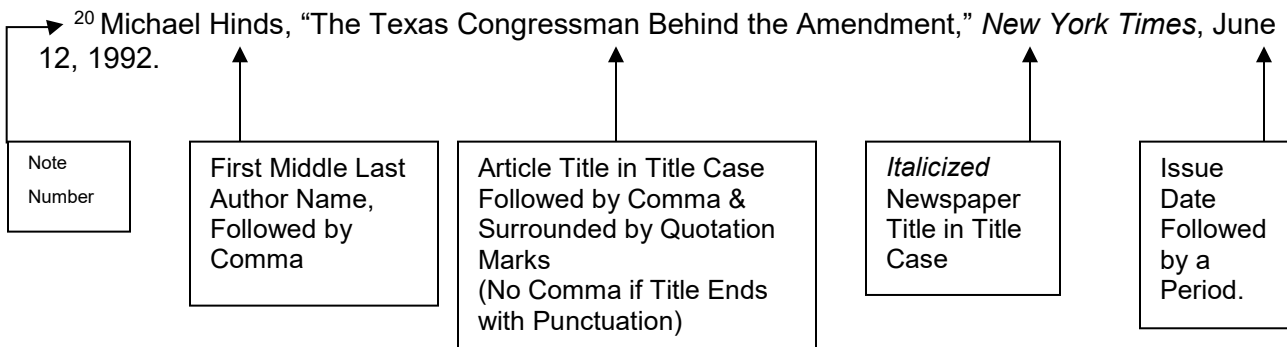 20 Michael Hinds, “The Texas Congressman Behind the Amendment,” New York Times, June
12, 1992.
Note
Number
First Middle Last
Author Name,
Followed by
Comma
Article Title in Title Case
Followed by Comma &
Surrounded by Quotation
Marks
(No Comma if Title Ends
with Punctuation)
Italicized
Newspaper
Title in Title
Case
Issue
Date
Followed
by a
Period.